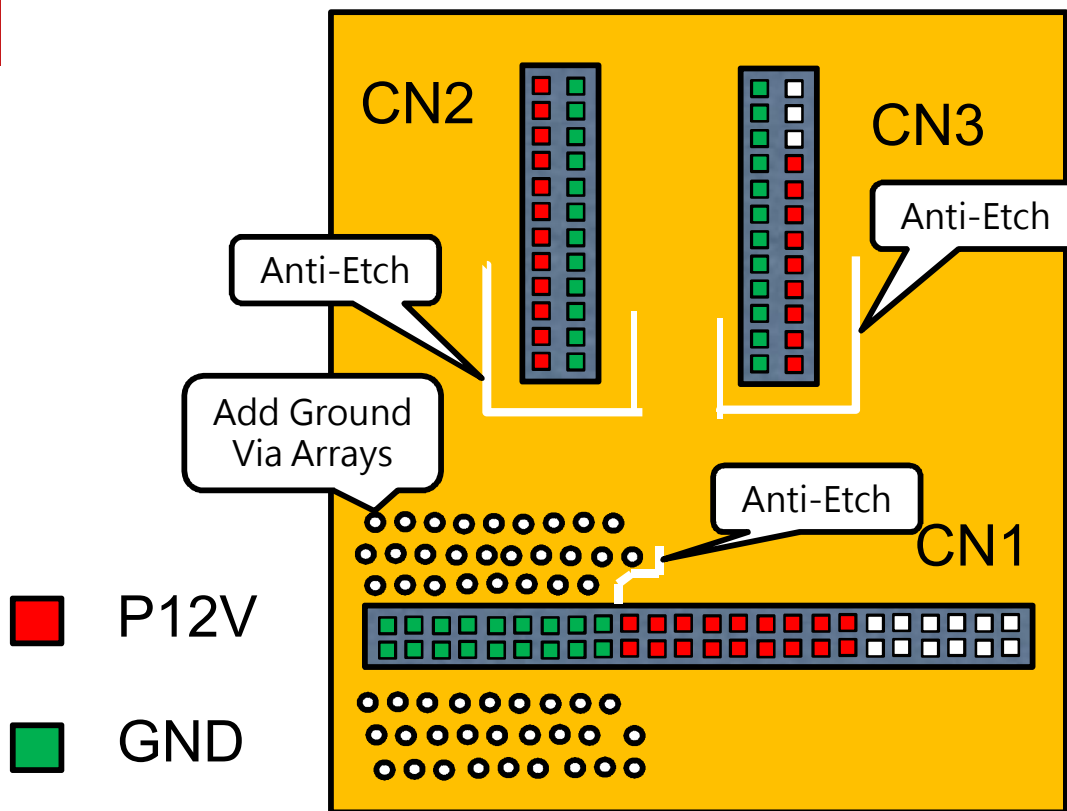 CN2
CN3
Anti-Etch
Anti-Etch
Add Ground
Via Arrays
Anti-Etch
CN1
P12V
GND